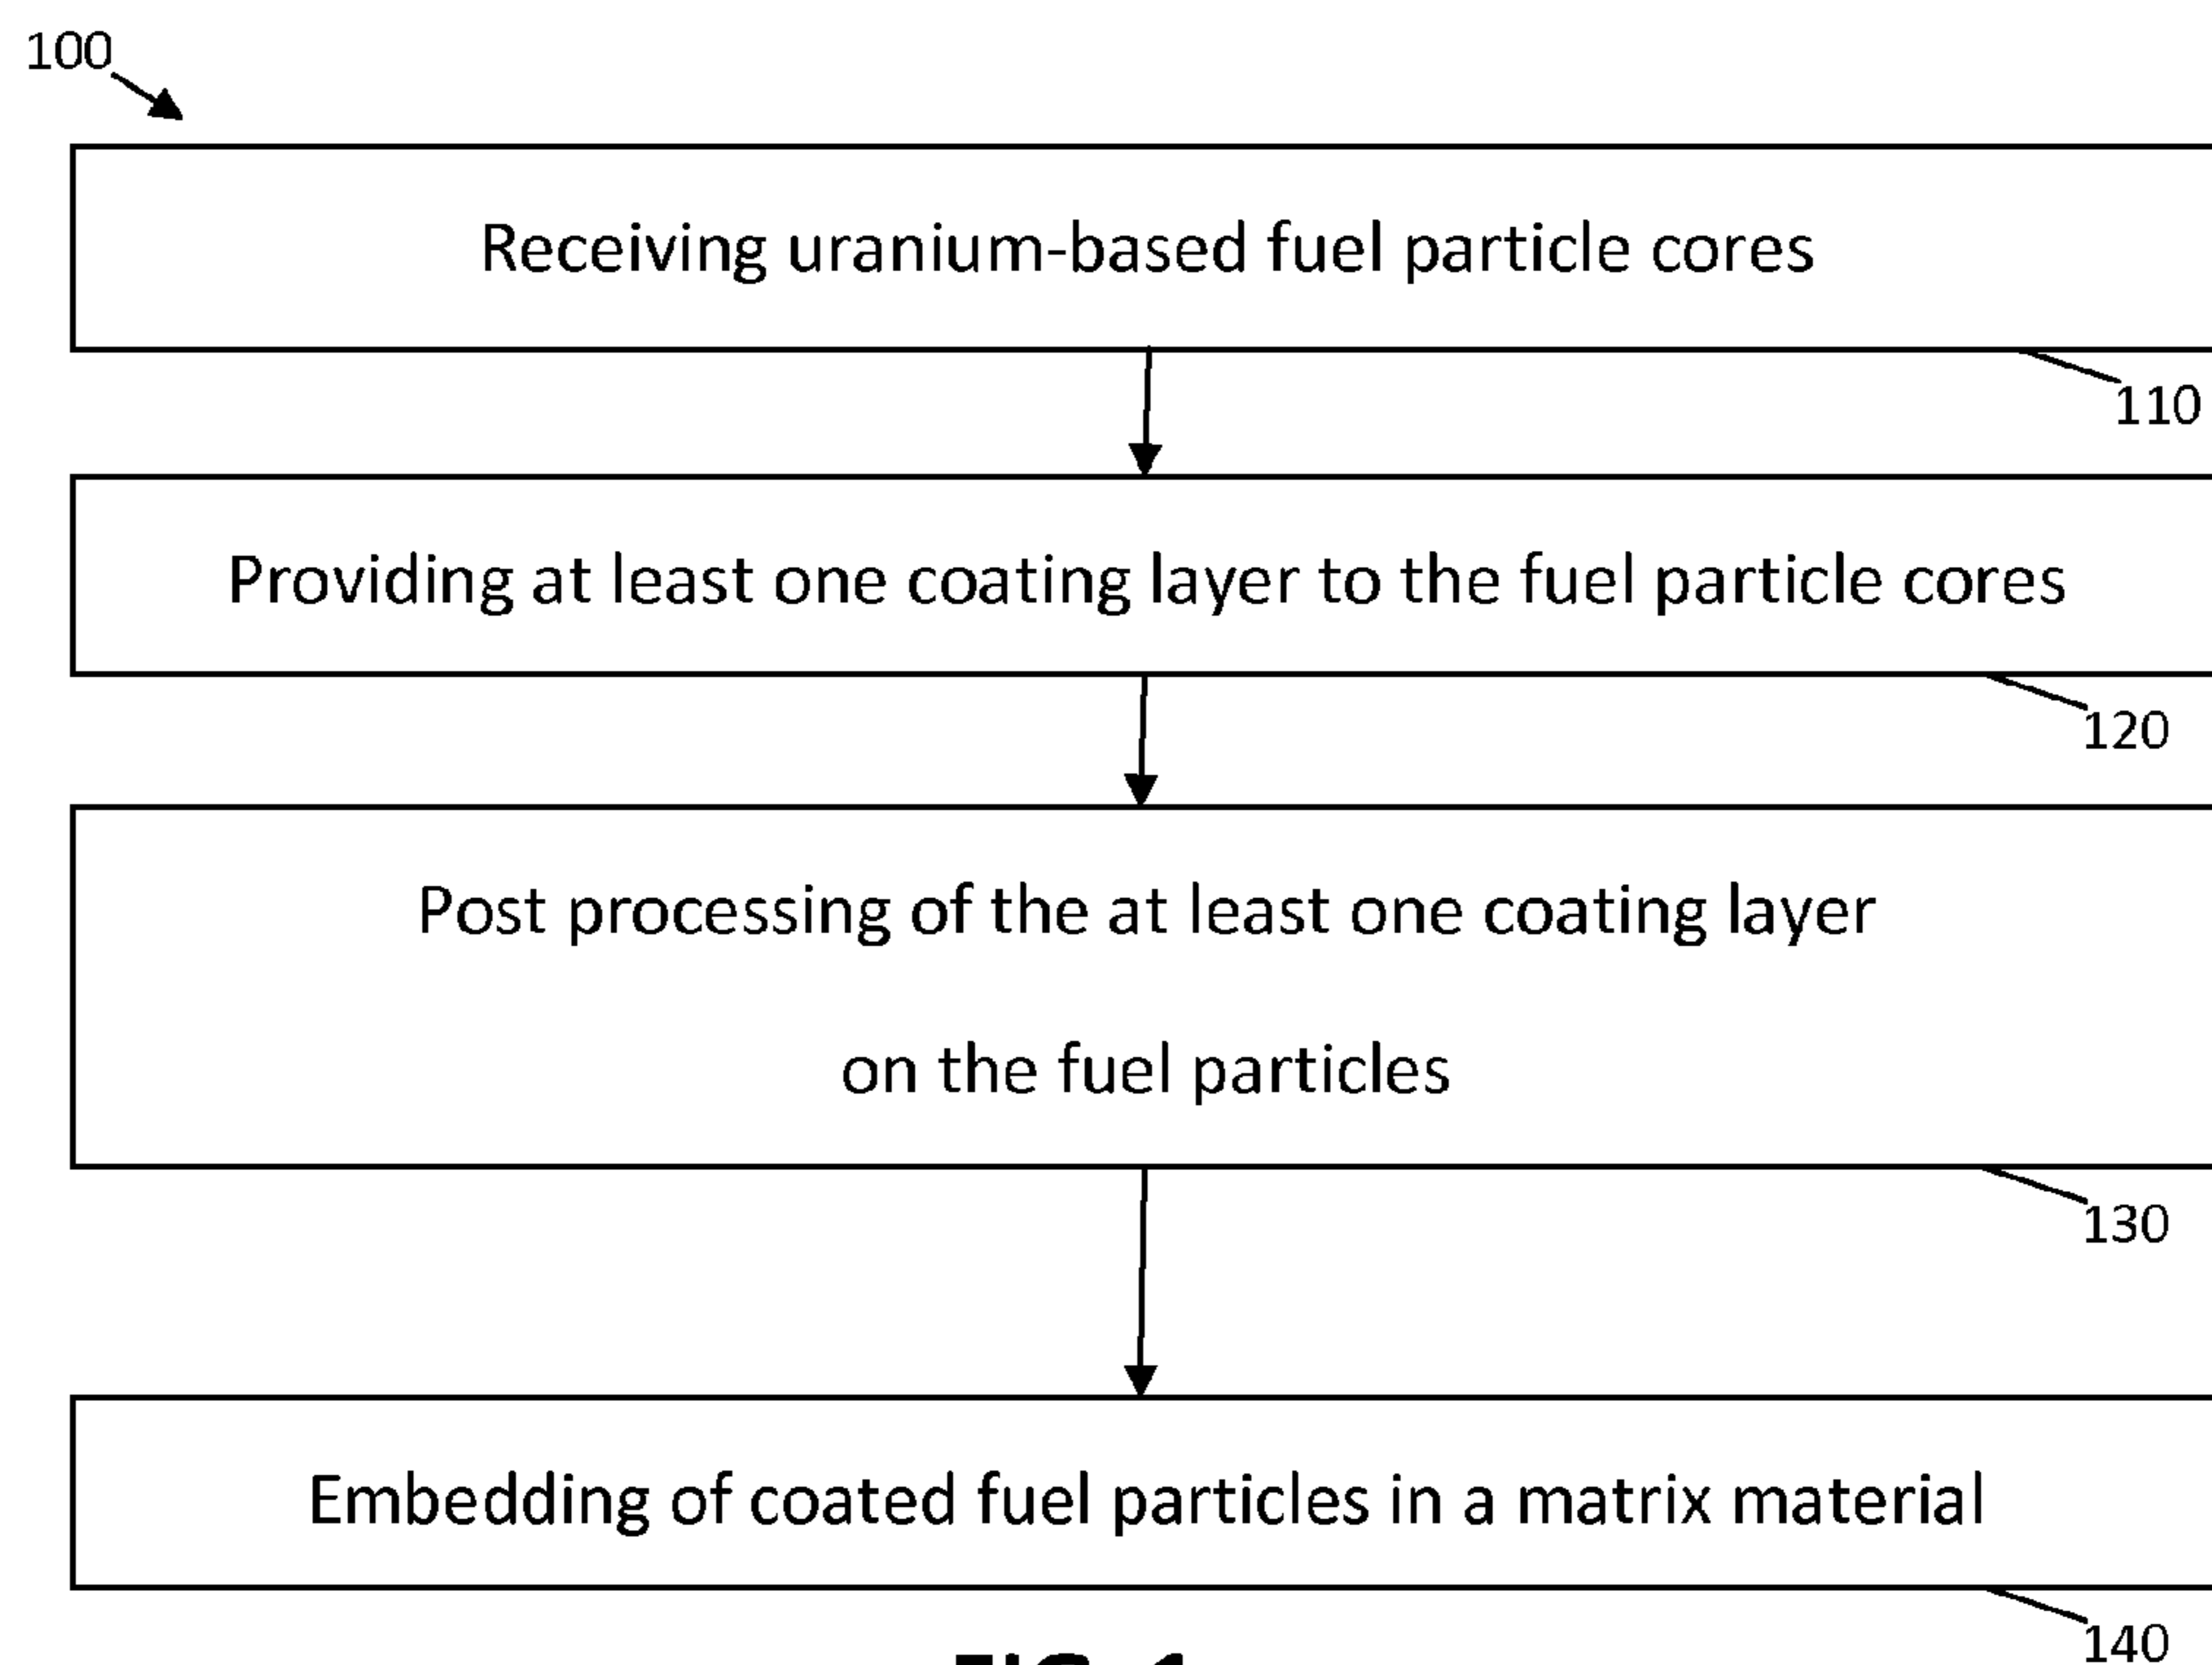 100
Receiving uranium-based fuel particle cores
110
Providing at least one coating layer to the fuel particle cores
120
Post processing of the at least one coating layer
on the fuel particles
130
Embedding of coated fuel particles in a matrix material
140